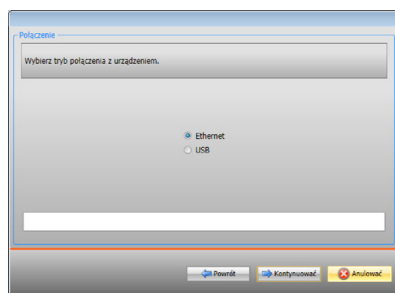 Połączenie
Wybierz tryb połączenia z urządzeniem.
Ethernet
USB
Powrót
Kontynuować
Anulować